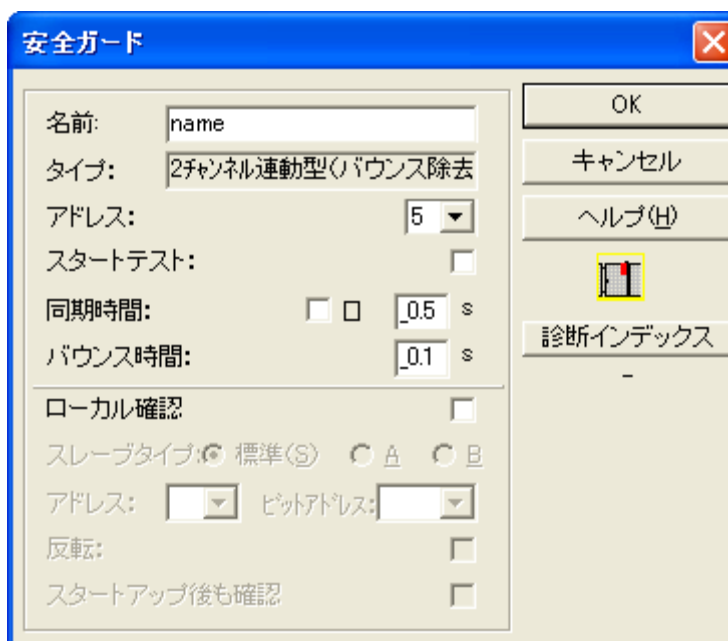 安全ガード
名前: name
タイプ: 2チャンネル連動型(バウンス除去
アドレス: 5
スタートテスト:
同期時間: ロ _0.5 s
バウンス時間: _0.1 s
ローカル確認
スレーブタイプ: 標準(S) A B
アドレス: ビットアドレス:
反転:
スタートアップ後も確認
OK
キャンセル
ヘルプ(H)
診断インデックス
-